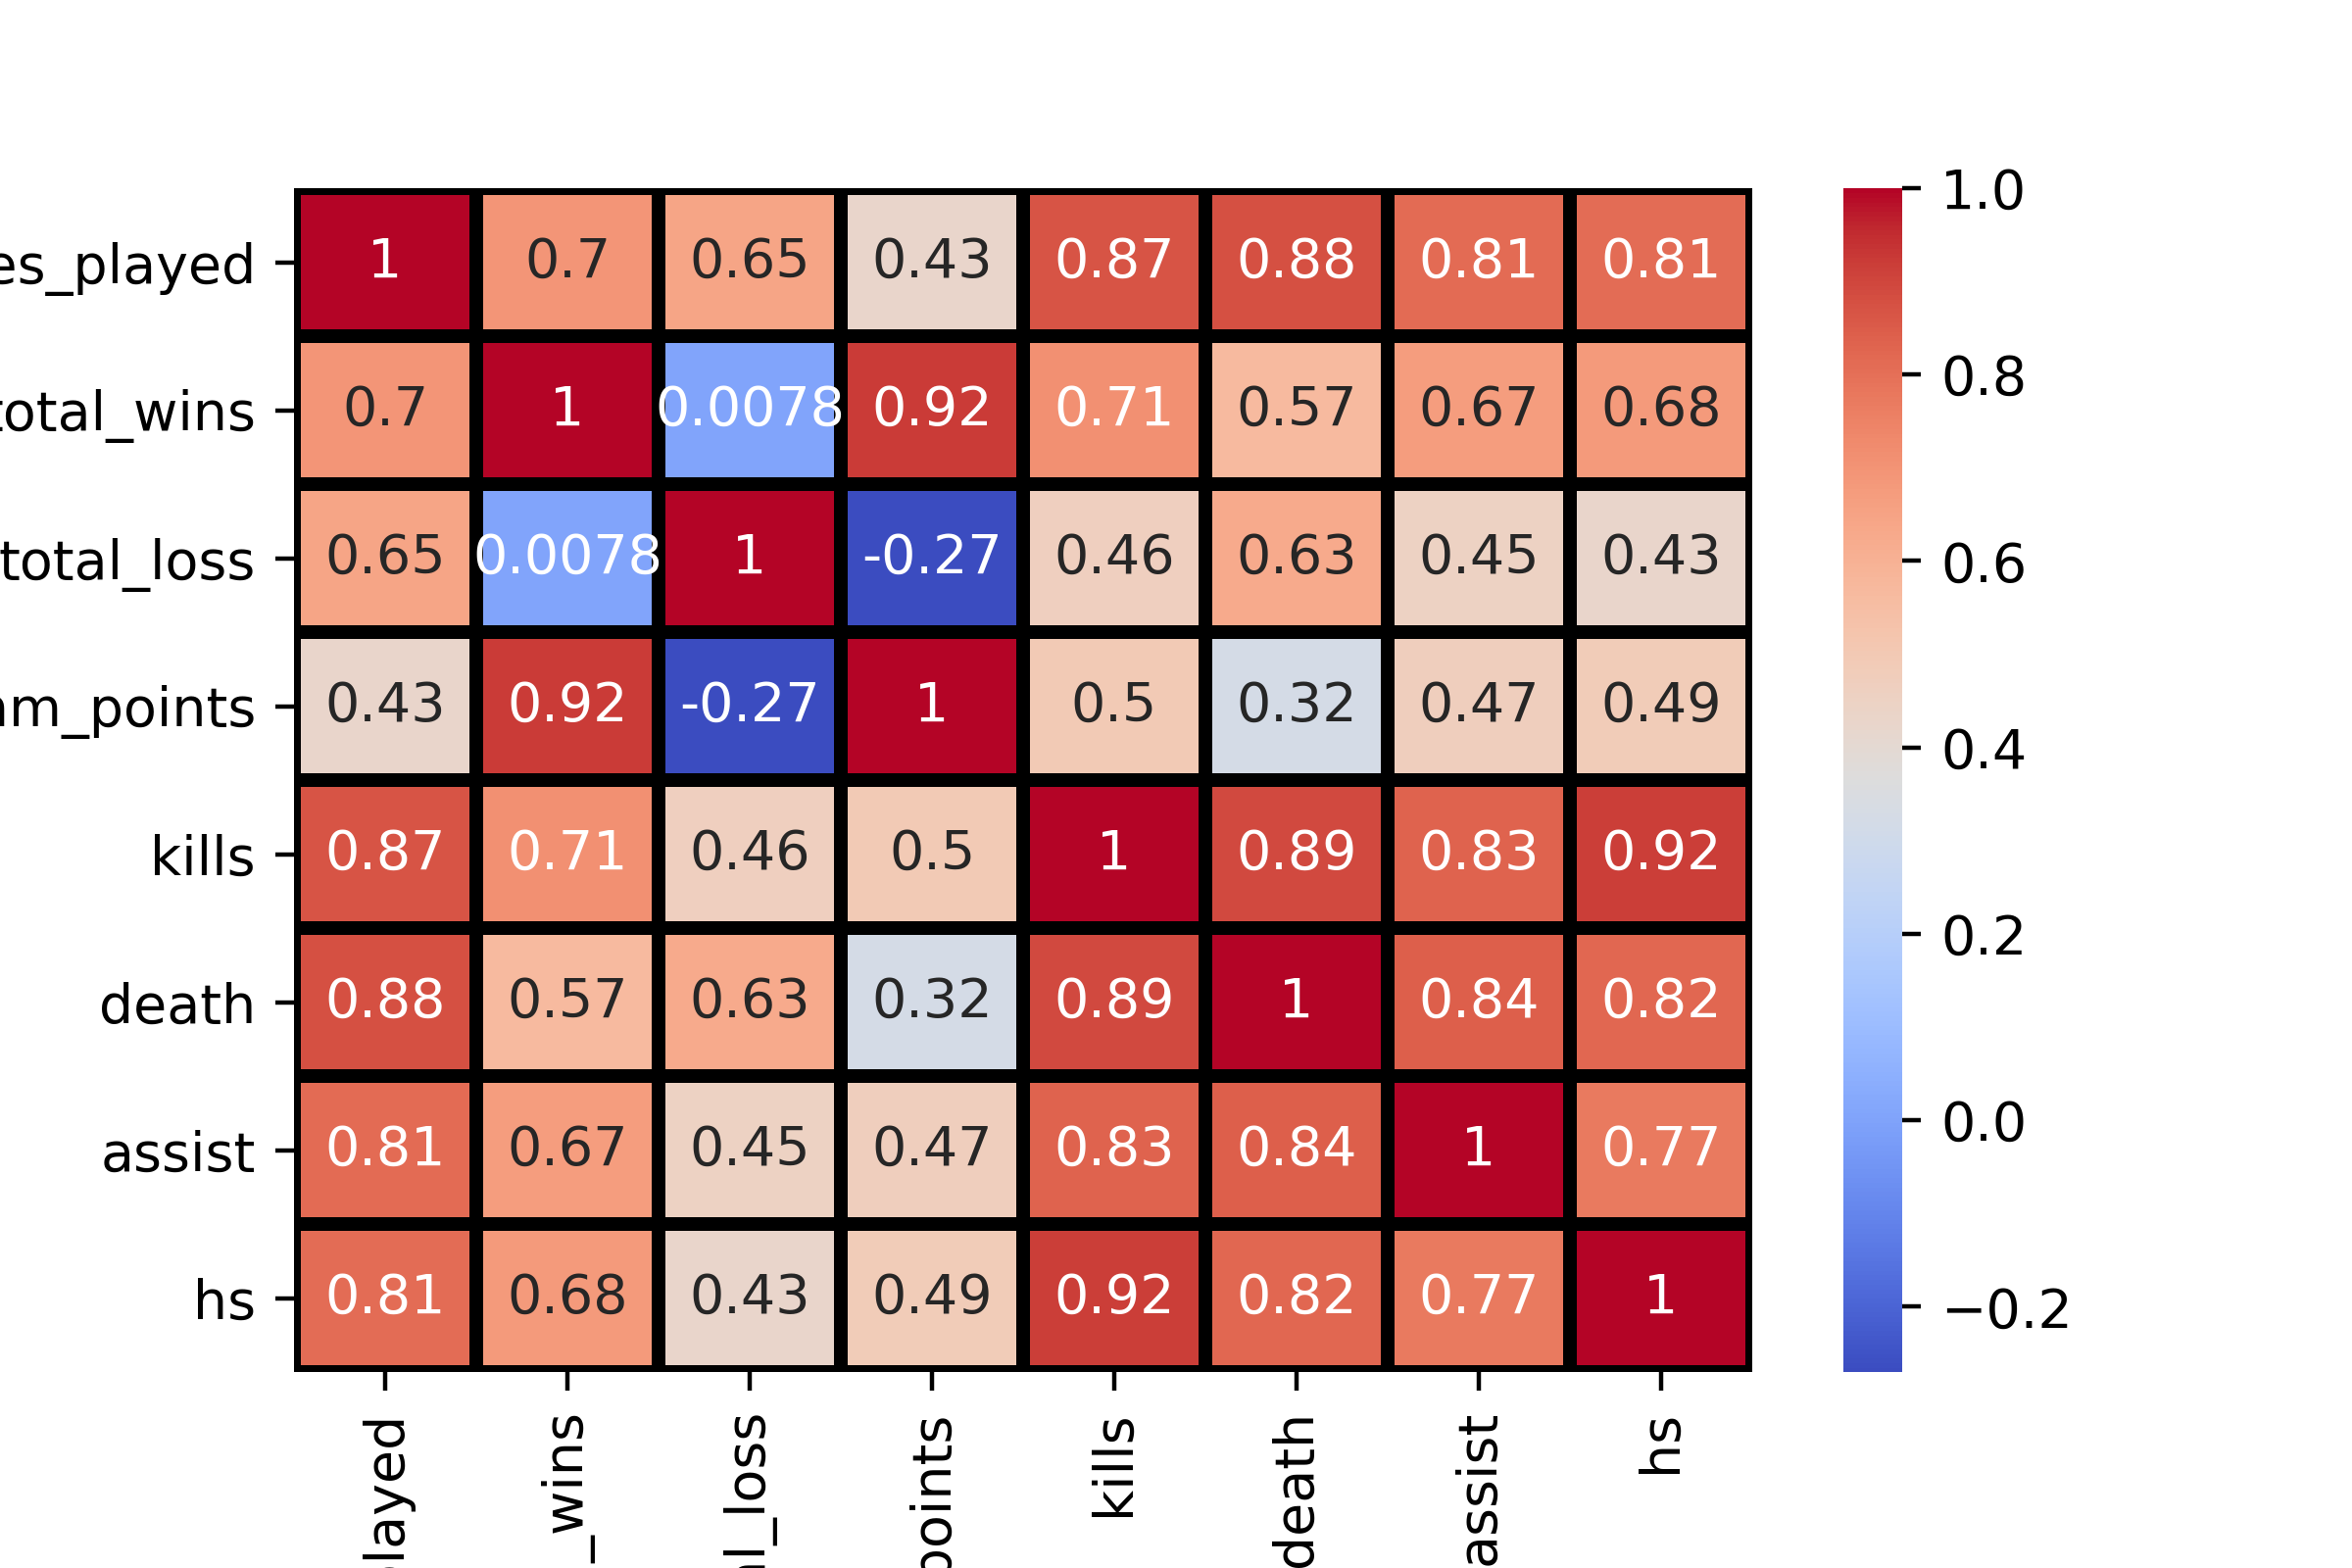 1.0
es_played 1 0.7 0.65 0.43 0.87 0.88 0.81 0.81
0.8
total_wins 0.7 1 0.0078 0.92 0.71 0.57 0.67 0.68
total_loss 0.65 0.0078 1 -0.27 0.46 0.63 0.45 0.43
0.6
am_points 0.43 0.92 -0.27 1 0.5 0.32 0.47 0.49
0.4
kills 0.87 0.71 0.46 0.5 1 0.89 0.83 0.92
0.2
death 0.88 0.57 0.63 0.32 0.89 1 0.84 0.82
0.0
assist 0.81 0.67 0.45 0.47 0.83 0.84 1 0.77
hs 0.81 0.68 0.43 0.49 0.92 0.82 0.77 1
−0.2
layed
_wins
al_loss
points
kills
death
assist
hs